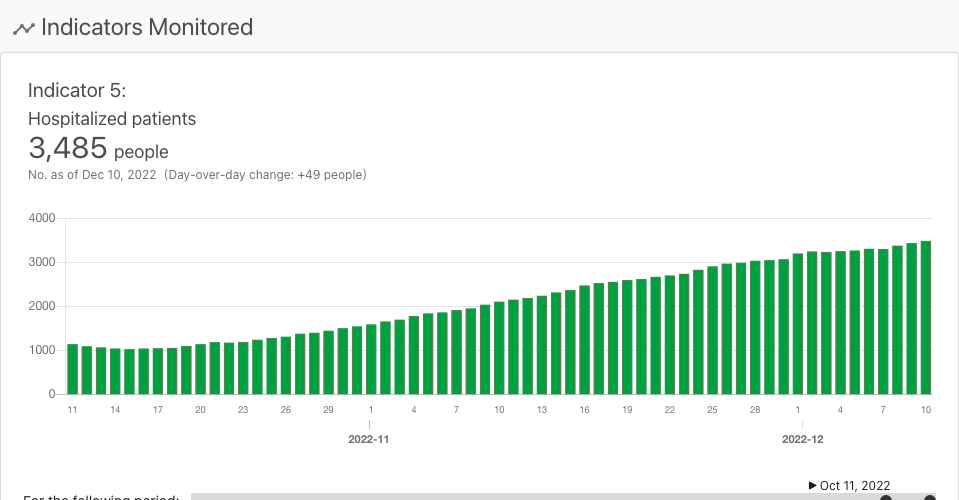 Indicators Monitored
Indicator 5:
Hospitalized patients
3,485 people
No. as of Dec 10, 2022 (Day-over-day change: +49 people)
4000
3000
2000
1000
0
11 14 17 20 23 26 29 1 4 7 10 13 16 19 22 25 28 1 4 7 10
2022-11 2022-12
Oct 11, 2022
For the following period: